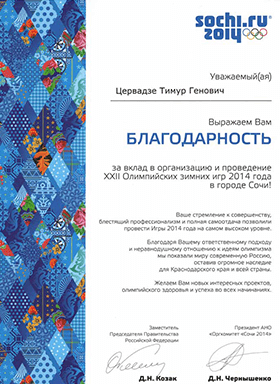 sochi.ru
2014
Уважаемый(ая)
Цервадзе Тимур Генович
Выражаем Вам
БЛАГОДАРНОСТЬ
за вклад в организацию и проведение
XXII Олимпийских зимних игр 2014 года
в городе Сочи!
Ваше стремление к совершенству,
блестящий профессионализм и полная самоотдача позволили
провести Игры 2014 года на самом высоком уровне.
Благодаря Вашему ответственному подходу
и неравнодушному отношению к идеям олимпизма
мы показали миру современную Россию,
оставив огромное наследие
для Краснодарского края и всей страны.
Желаем Вам новых интересных проектов,
олимпийского здоровья и успеха во всех начинаниях.
Заместитель
Председателя Правительства
Российской Федерации
Президент АНО
«Оргкомитет «Сочи 2014»
Д.Н. Козак
Д.Н. Чернышенко